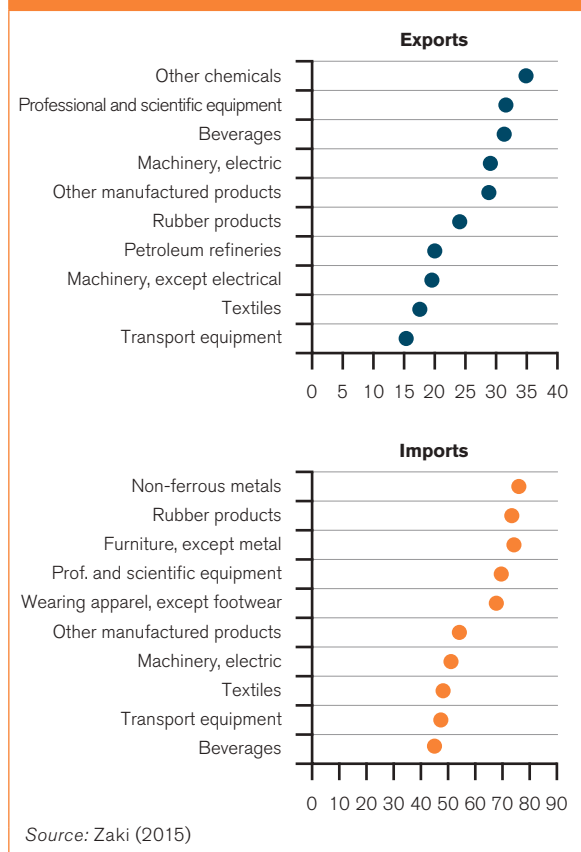 Exports
Other chemicals
Professional and scientific equipment
Beverages
Machinery, electric
Other manufactured products
Rubber products
Petroleum refineries
Machinery, except electrical
Textiles
Transport equipment
0 5 10 15 20 25 30 35 40
Imports
Non-ferrous metals
Rubber products
Furniture, except metal
Prof. and scientific equipment
Wearing apparel, except footwear
Other manufactured products
Machinery, electric
Textiles
Transport equipment
Beverages
0 10 20 30 40 50 60 70 80 90
Source: Zaki (2015)